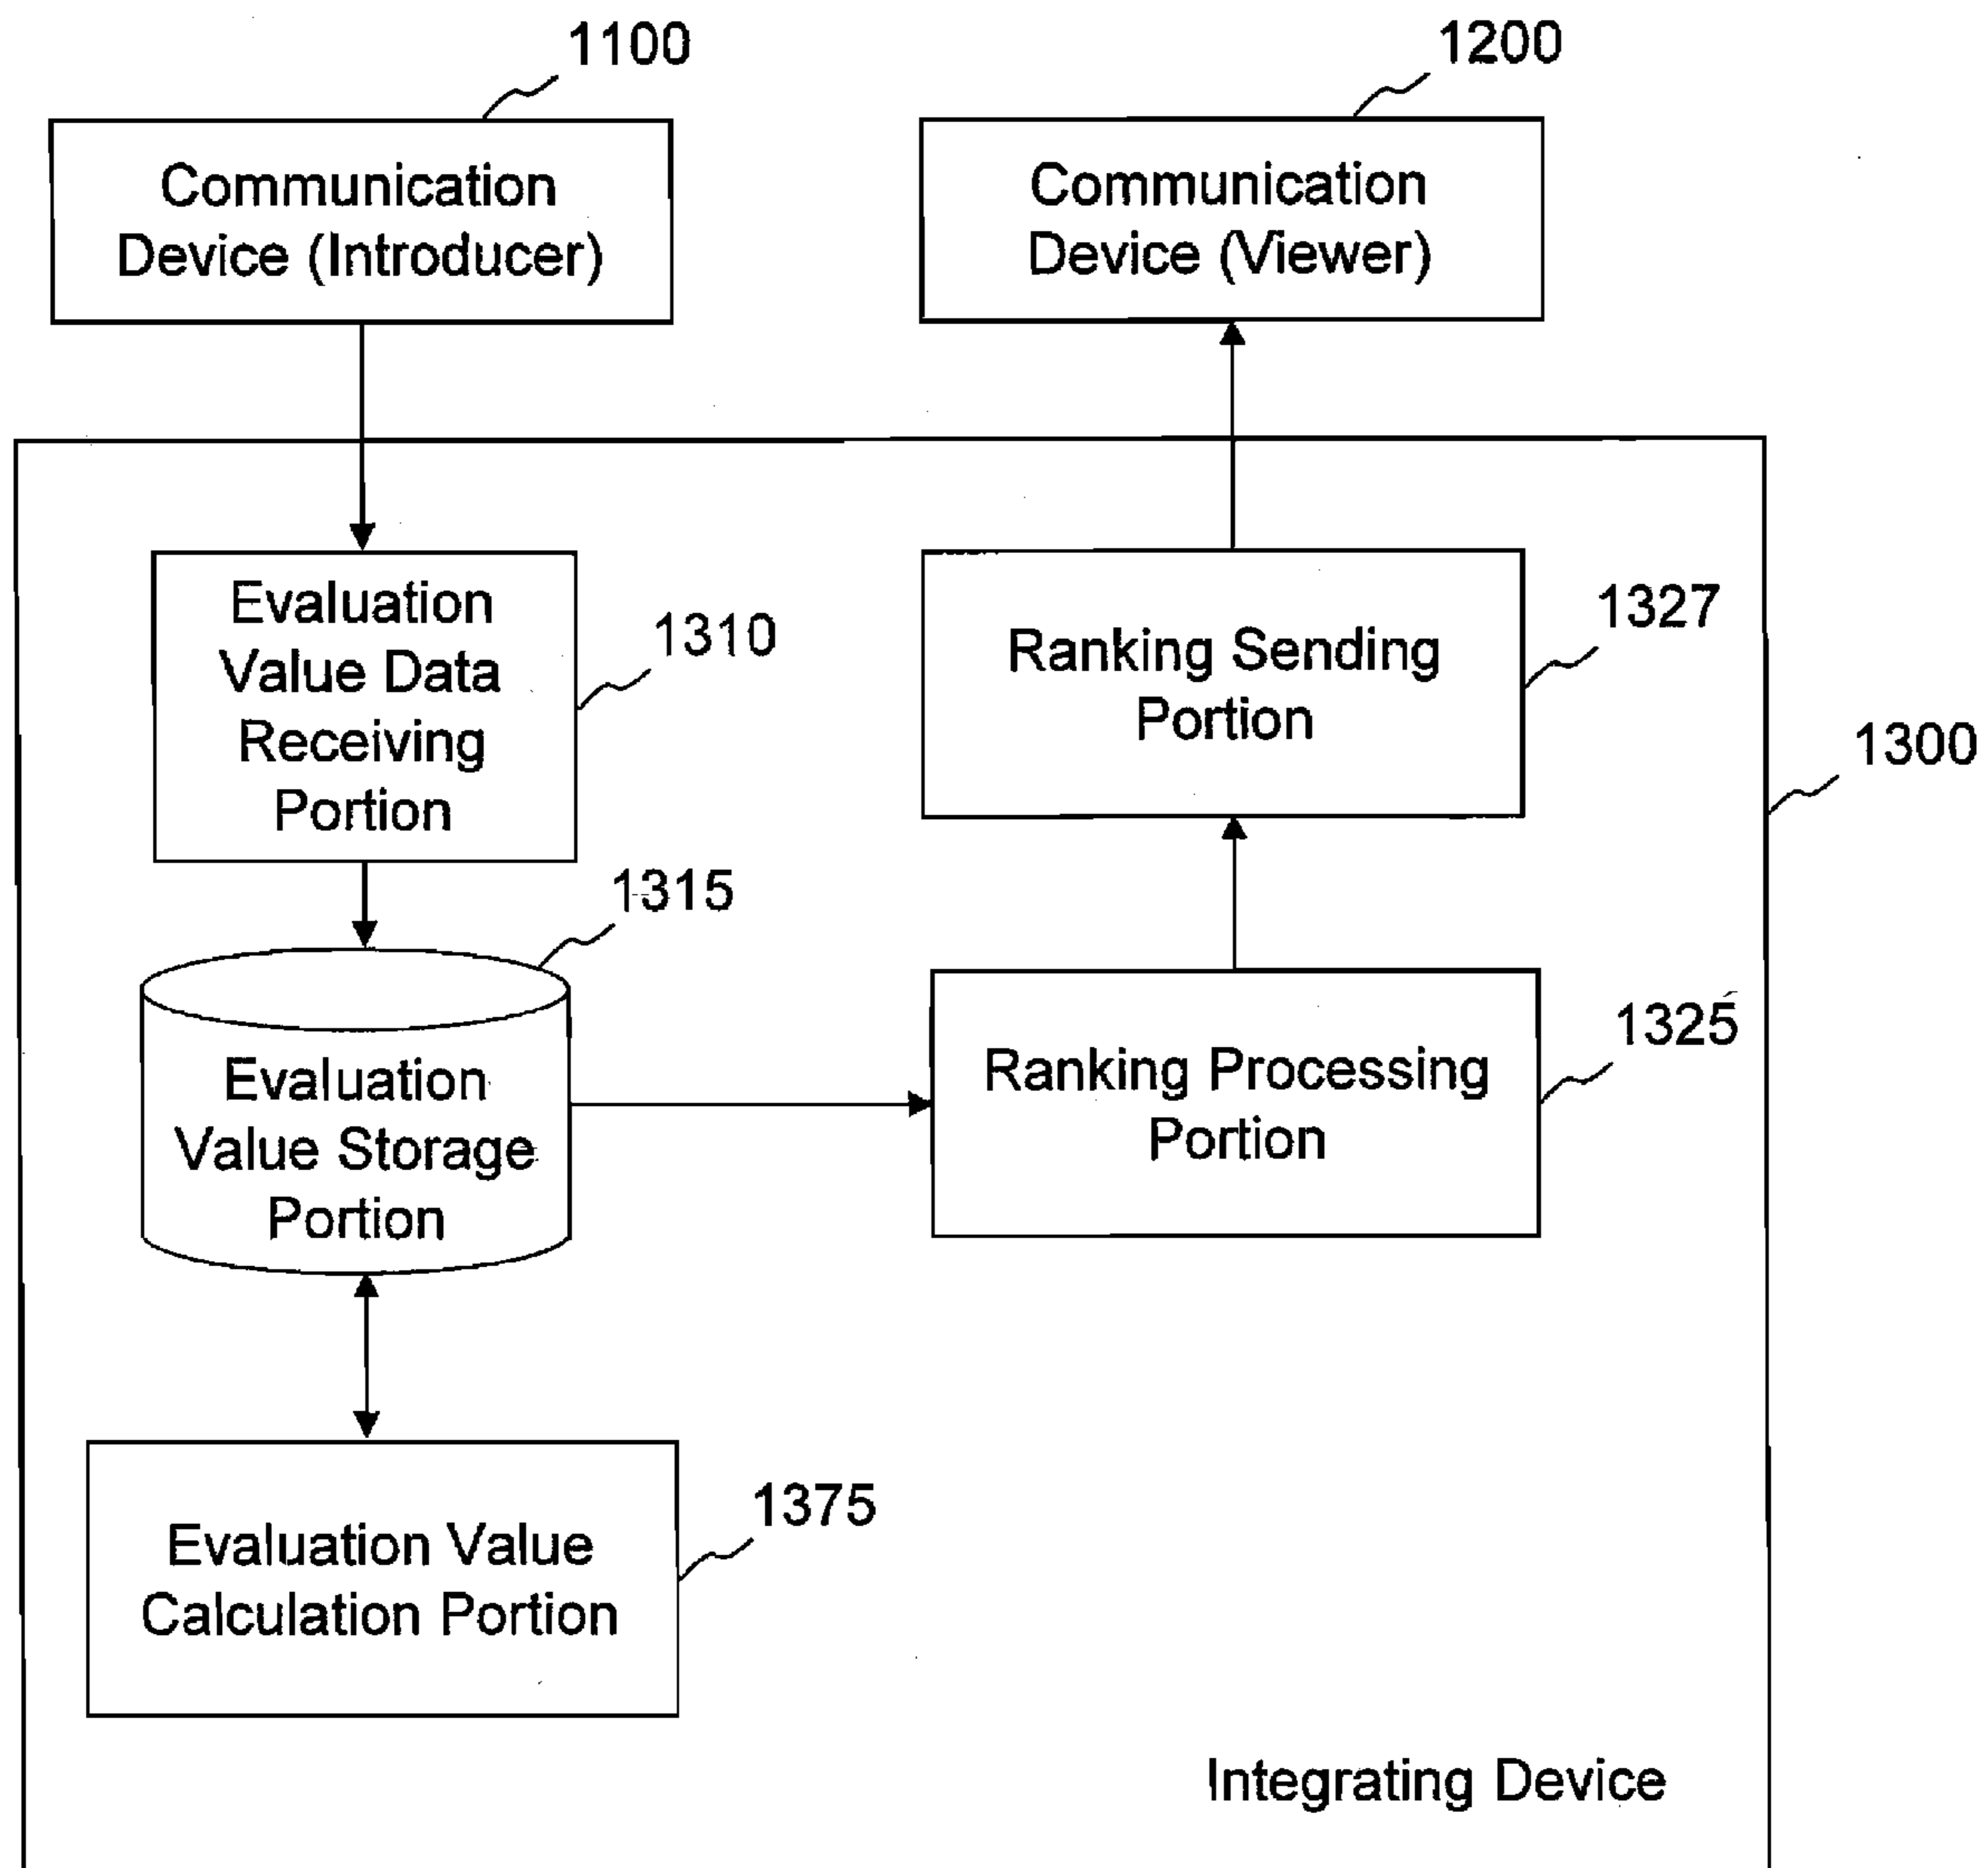 1100
1200
Communication
Device (Introducer)
Communication
Device (Viewer)
Evaluation
Value Data
Receiving
Portion
1310
Ranking Sending
Portion
1327
1300
1315
Evaluation
Value Storage
Portion
Ranking Processing
Portion
1325
Evaluation Value
Calculation Portion
1375
Integrating Device